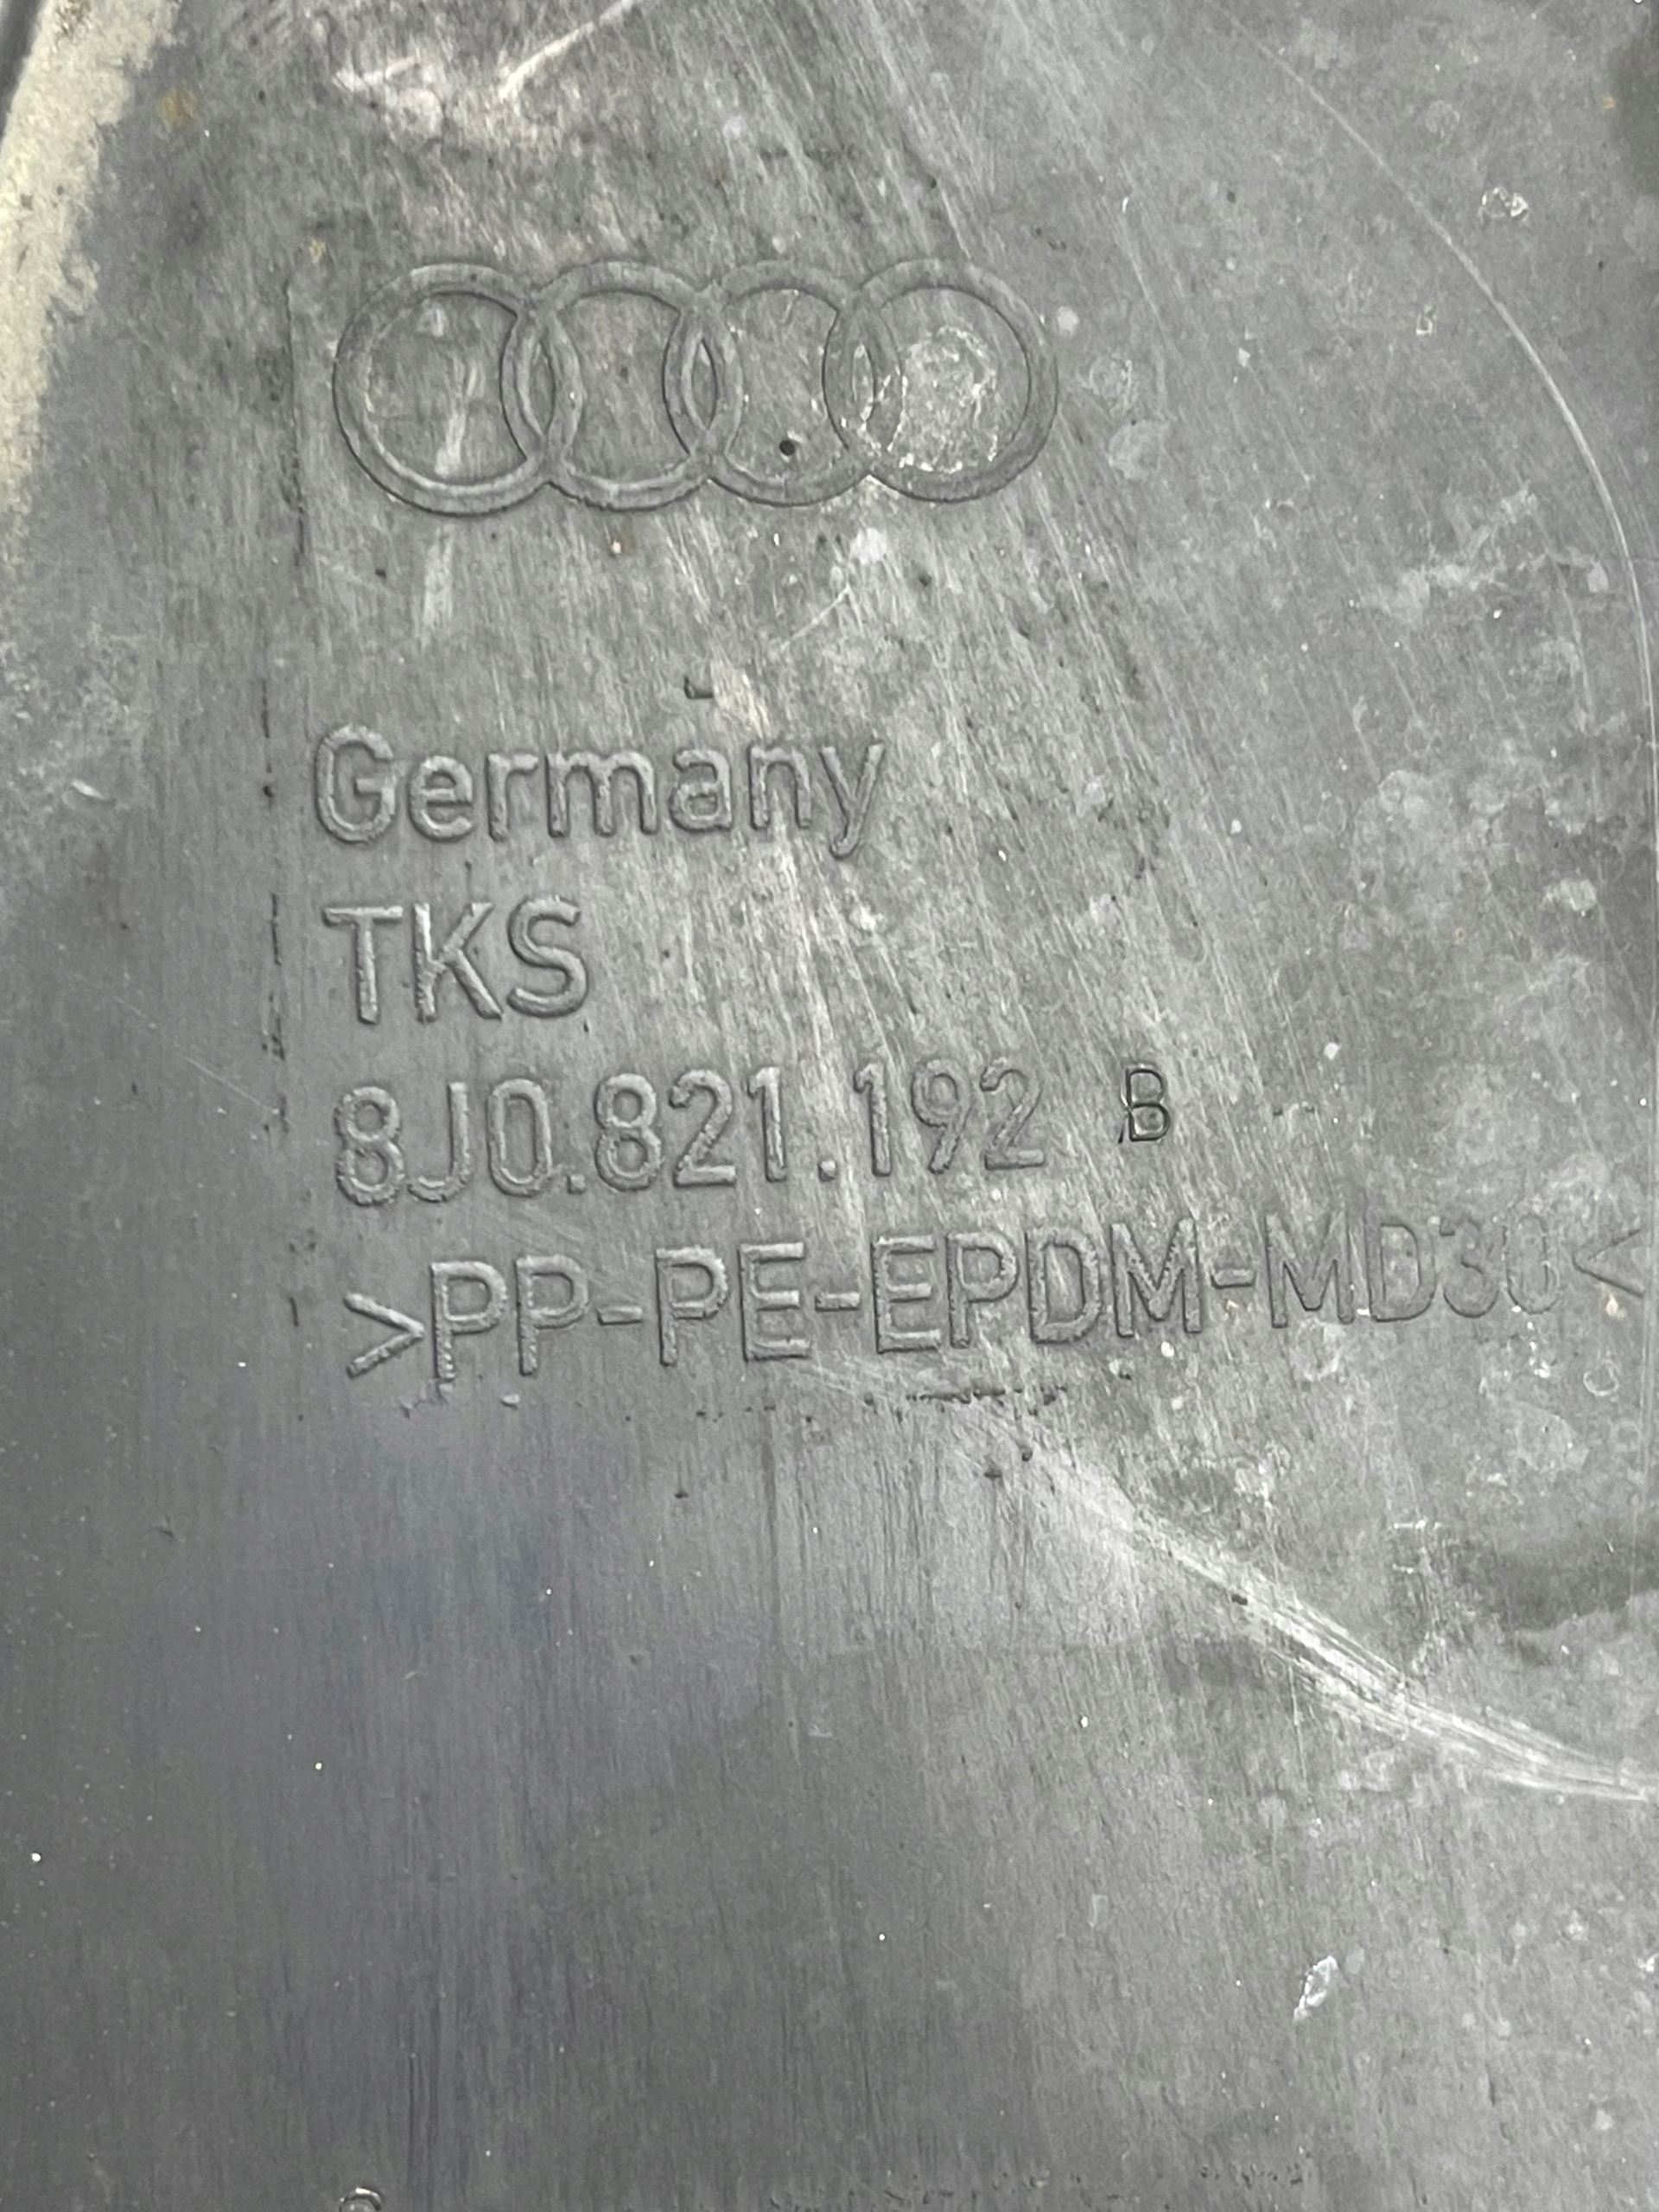 Germany
TKS
8J0.821.192 B
>PP-PE-EPDM-MD30<